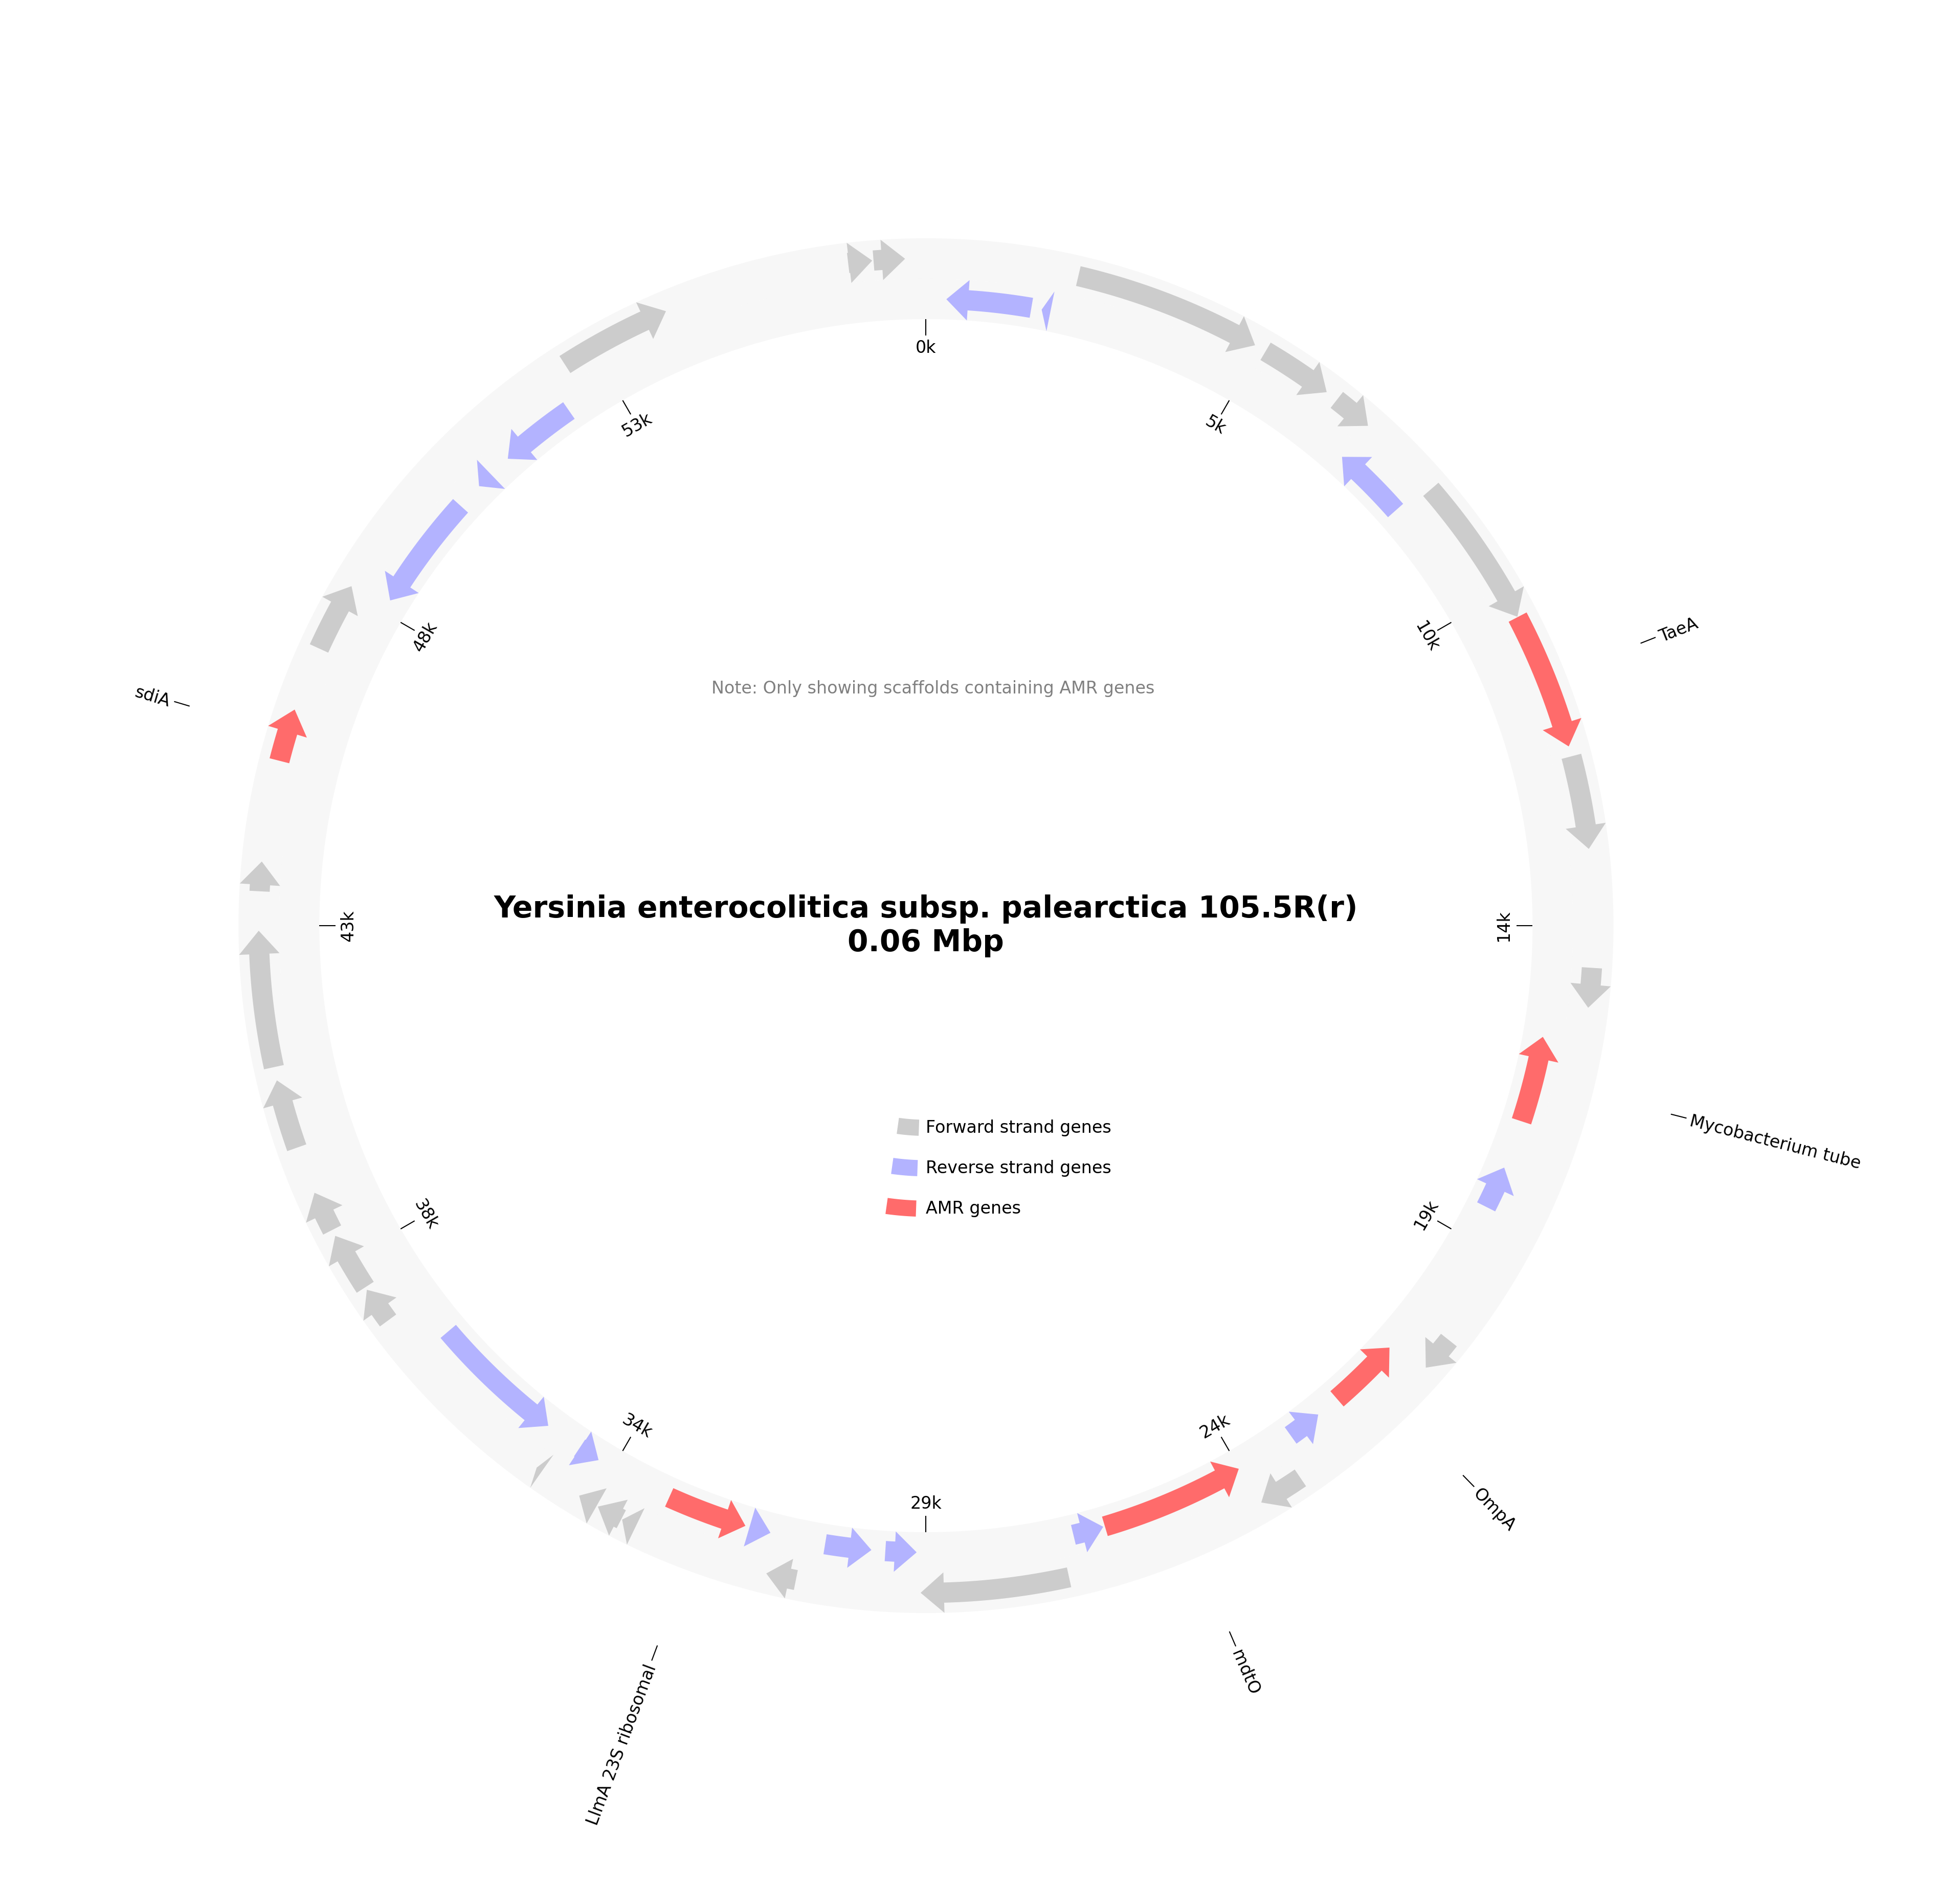 0k
5k
53k
10k
TaeA
48k
Note: Only showing scaffolds containing AMR genes
sdiA
Yersinia enterocolitica subsp. palearctica 105.5R(r)
0.06 Mbp
43k
14k
Forward strand genes
Mycobacterium tube
Reverse strand genes
AMR genes
38k
19k
34k
24k
29k
OmpA
mdtO
LlmA 23S ribosomal